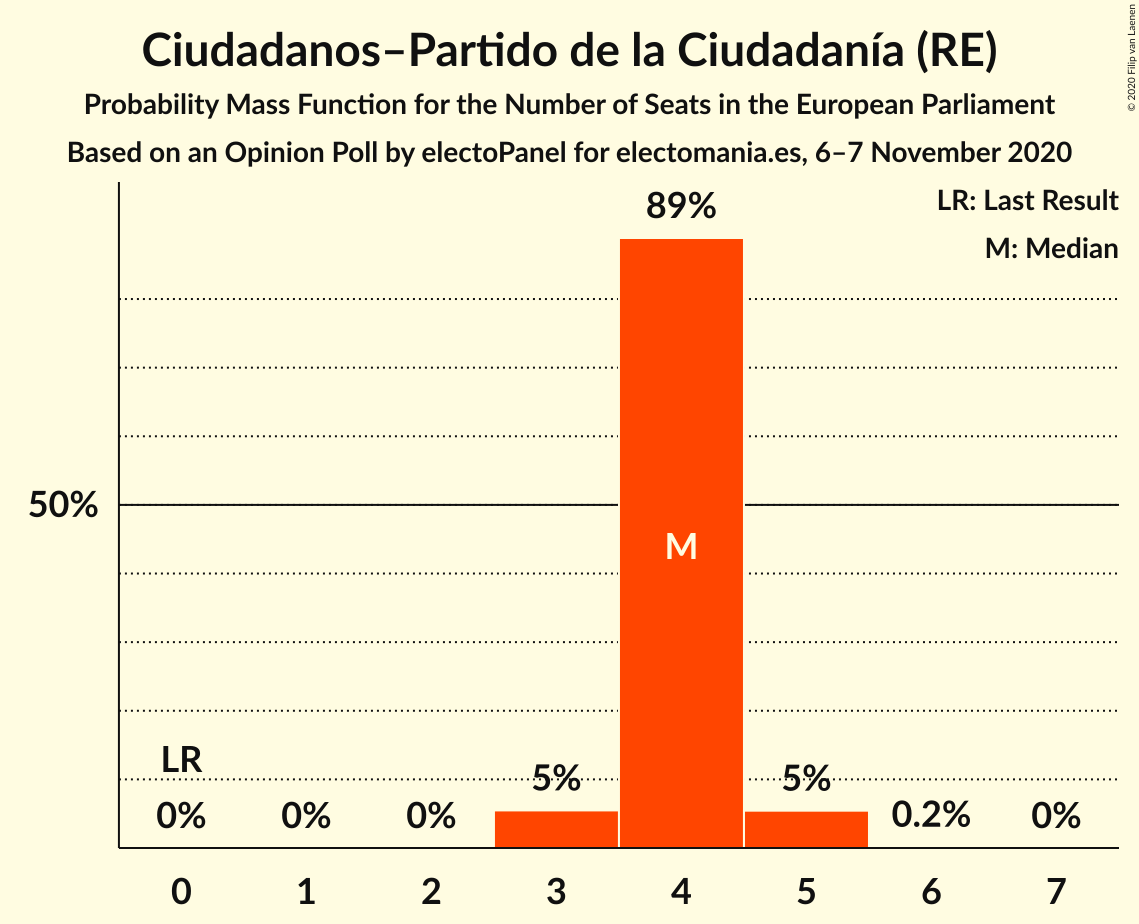 Ciudadanos–Partido de la Ciudadanía (RE)
Probability Mass Function for the Number of Seats in the European Parliament
Based on an Opinion Poll by electoPanel for electomania.es, 6–7 November 2020
© 2020 Filip van Laenen
LR: Last Result
M: Median
89%
50%
M
LR
5%
5%
0%
0%
0%
0.2%
0%
0 1 2 3 4 5 6 7